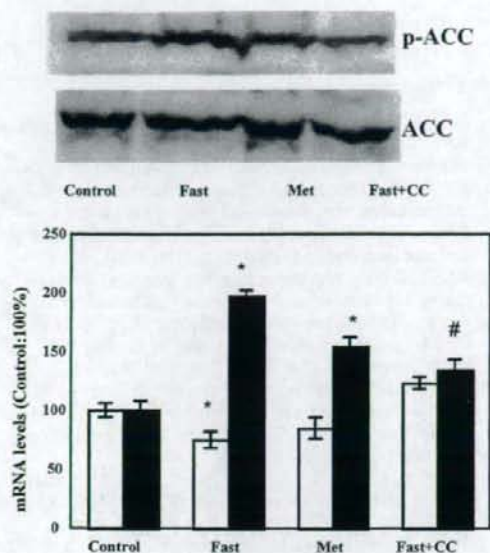 p-ACC
ACC
Control Fast Met Fast+CC
mRNA levels (Control:100%)
250
200
150
100
50
0
* * * #
Control Fast Met Fast+CC